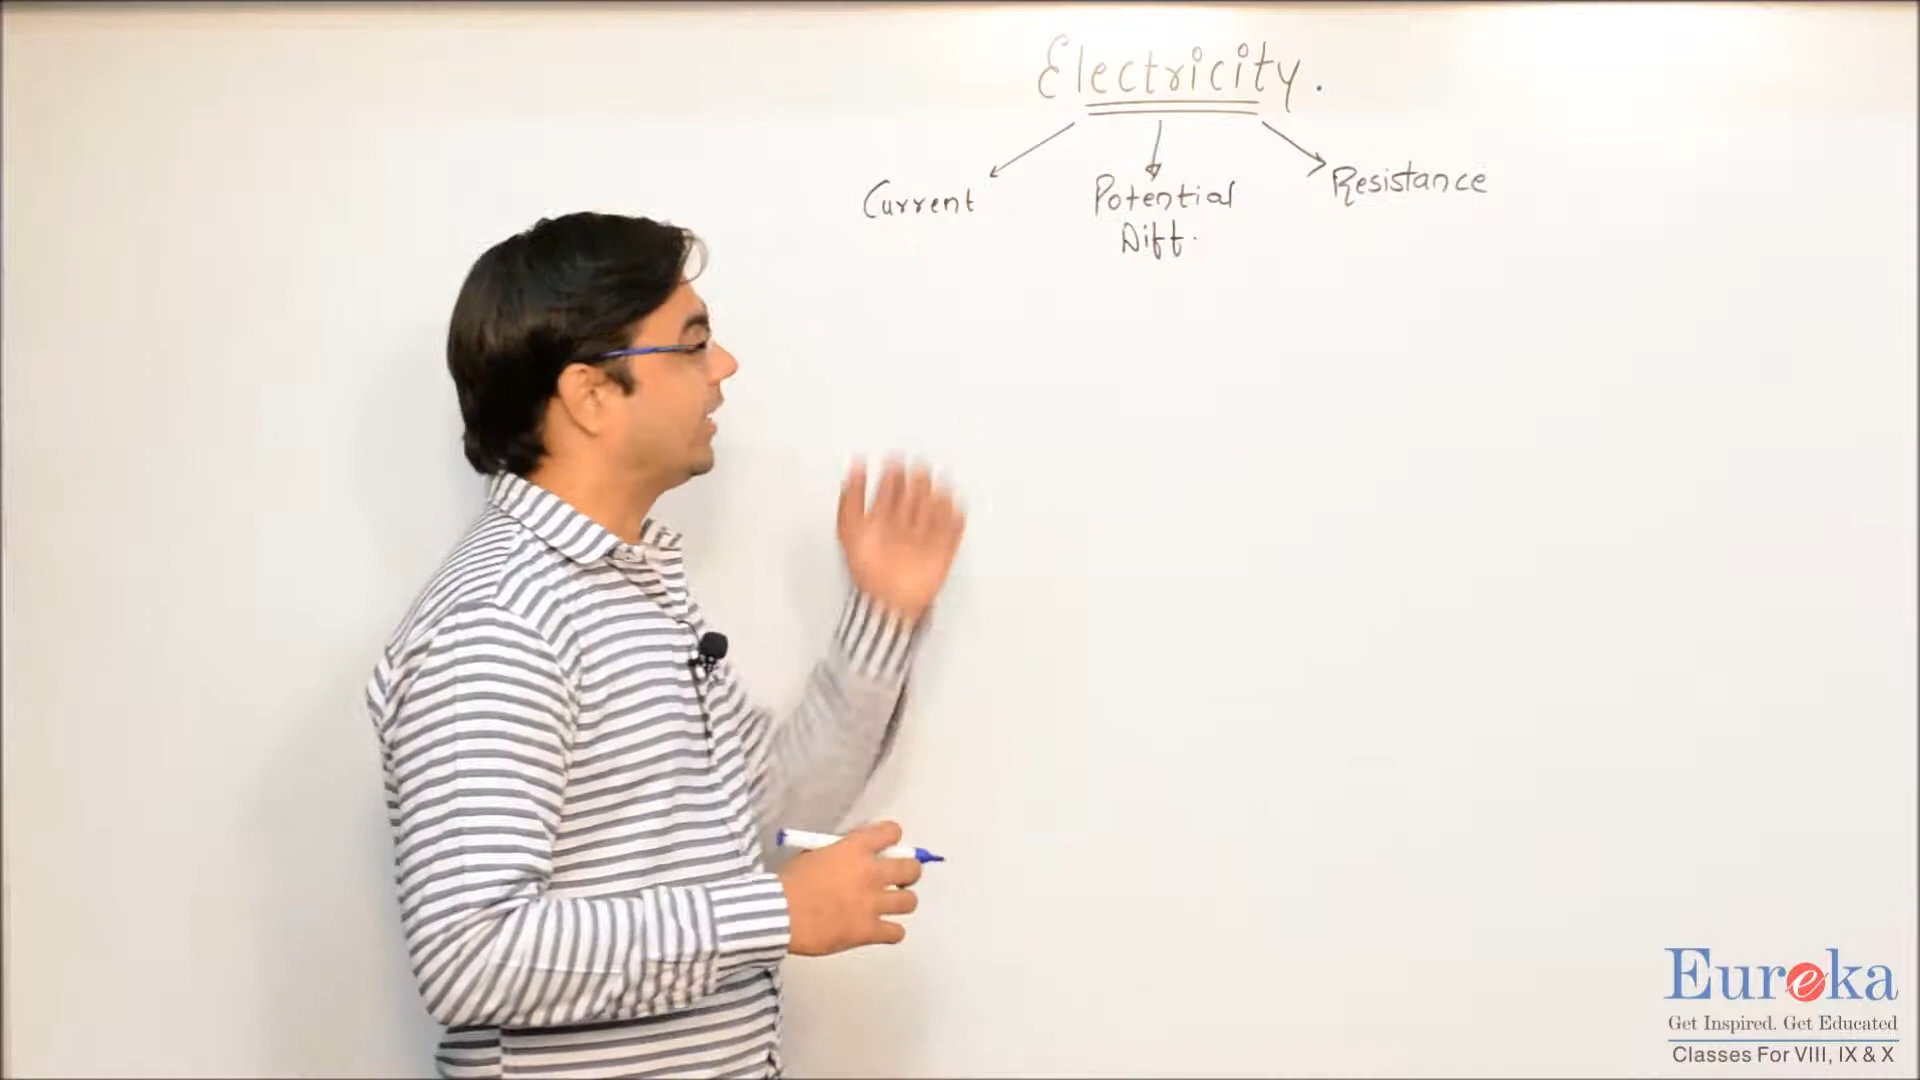 Electricity.
Current
Potential
Diff.
Resistance
Eureka
Get Inspired. Get Educated
Classes For VIII, IX & X